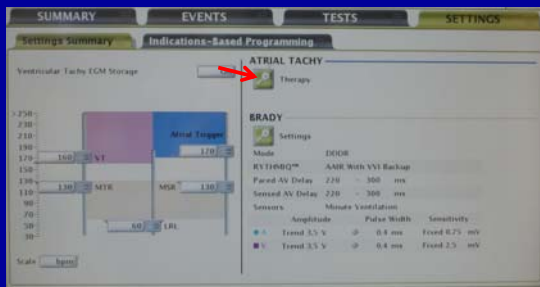 SUMMARY EVENTS TESTS SETTINGS
Settings Summary Indications-Based Programming
Ventricular Tachy EGM Storage
ATRIAL TACHY
Therapy
>250
230
210
190
170
150
130
110
90
70
50
30
Atrial Trigger
170
160 VT
130 MTR
MSR 130
60 LRL
Scale bpm
BRADY
Settings
Mode DDDR
RYTHMIQ™ AAIR With VVI Backup
Paced AV Delay 220 - 300 ms
Sensed AV Delay 220 - 300 ms
Sensors Minute Ventilation
Amplitude Pulse Width Sensitivity
A Trend 3.5 V @ 0.4 ms Fixed 0.25 mV
V Trend 3.5 V @ 0.4 ms Fixed 2.5 mV